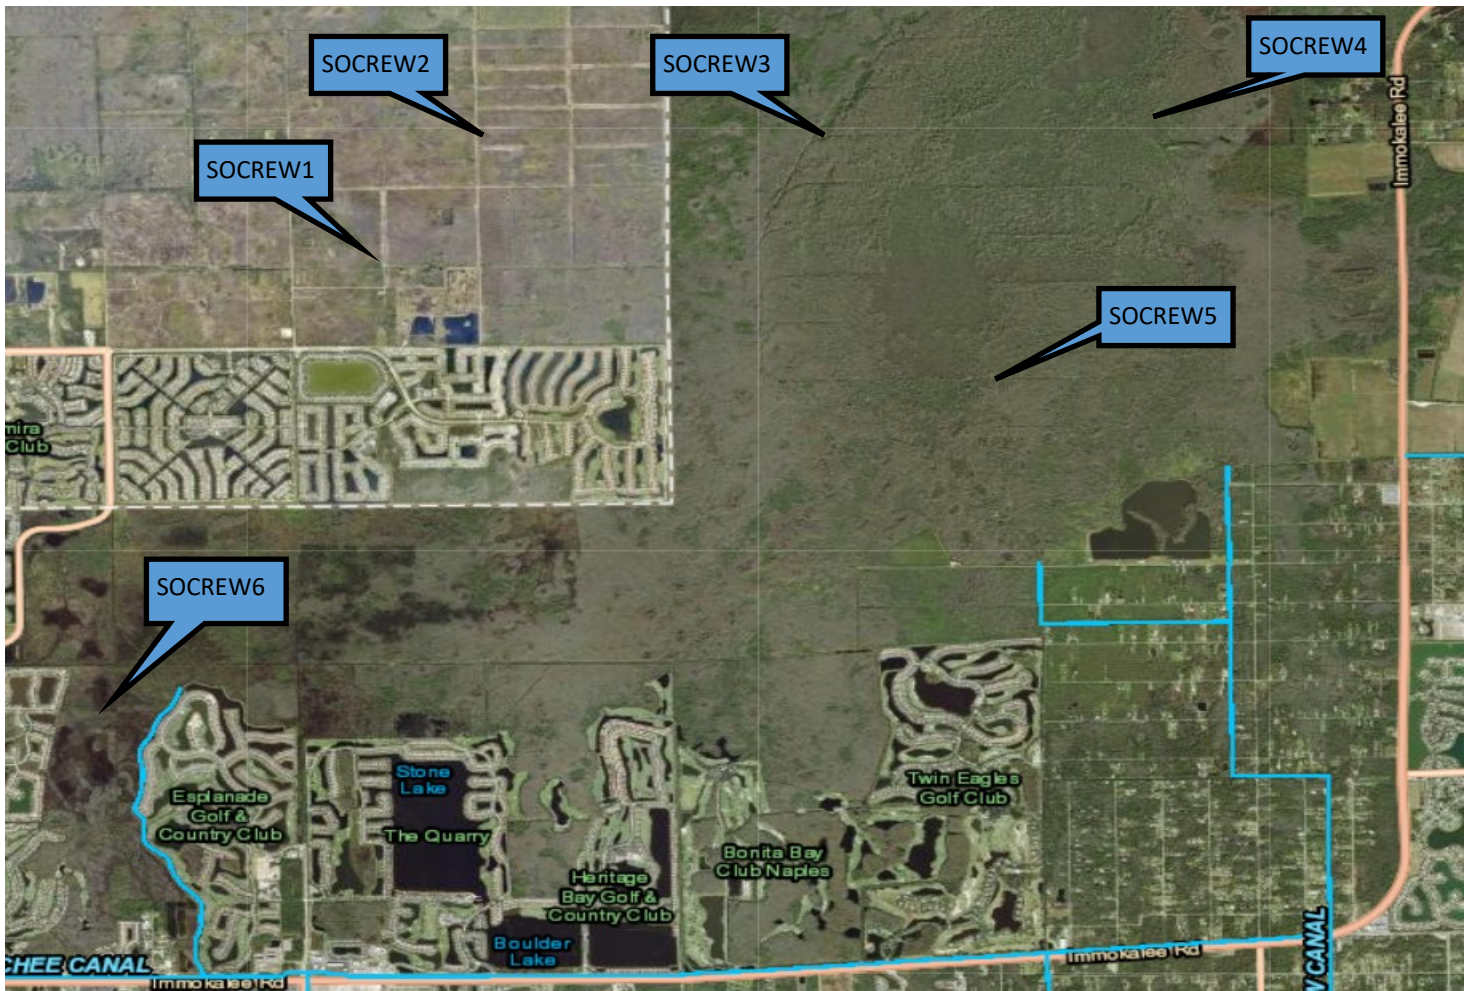 SOCREW4
SOCREW2
SOCREW3
Immokalee Rd
SOCREW1
SOCREW5
mira
Club
SOCREW6
Stone
Lake
Twin Eagles
Golf Club
Esplanade
Golf &
Country Club
The Quarry
Bonita Bay
Club Naples
Heritage
Bay Golf &
Country Club
Boulder
Lake
CHEE CANAL
Immokalee Rd
Immokalee Rd
W CANAL